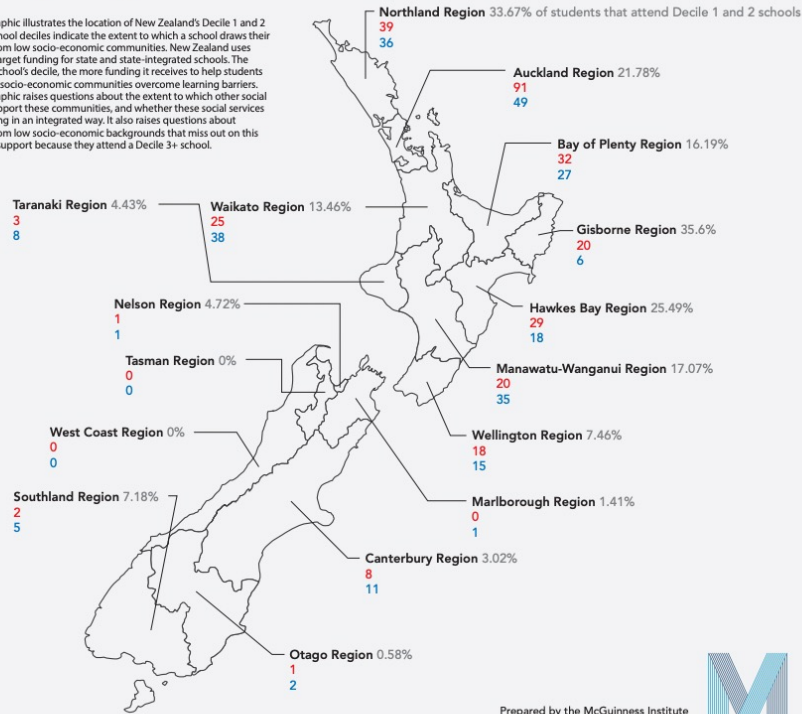 aphic illustrates the location of New Zealand's Decile 1 and 2
hool deciles indicate the extent to which a school draws their
om low socio-economic communities. New Zealand uses
arget funding for state and state-integrated schools. The
chool's decile, the more funding it receives to help students
socio-economic communities overcome learning barriers.
aphic raises questions about the extent to which other social
pport these communities, and whether these social services
ng in an integrated way. It also raises questions about
om low socio-economic backgrounds that miss out on this
support because they attend a Decile 3+ school.
Northland Region 33.67% of students that attend Decile 1 and 2 schools
39
36
Auckland Region 21.78%
91
49
Bay of Plenty Region 16.19%
32
27
Taranaki Region 4.43%
3
8
Waikato Region 13.46%
25
38
Gisborne Region 35.6%
20
6
Nelson Region 4.72%
1
1
Hawkes Bay Region 25.49%
29
18
Tasman Region 0%
0
0
Manawatu-Wanganui Region 17.07%
20
35
West Coast Region 0%
0
0
Wellington Region 7.46%
18
15
Southland Region 7.18%
2
5
Marlborough Region 1.41%
0
1
Canterbury Region 3.02%
8
11
Otago Region 0.58%
1
2
Prepared by the McGuinness Institute